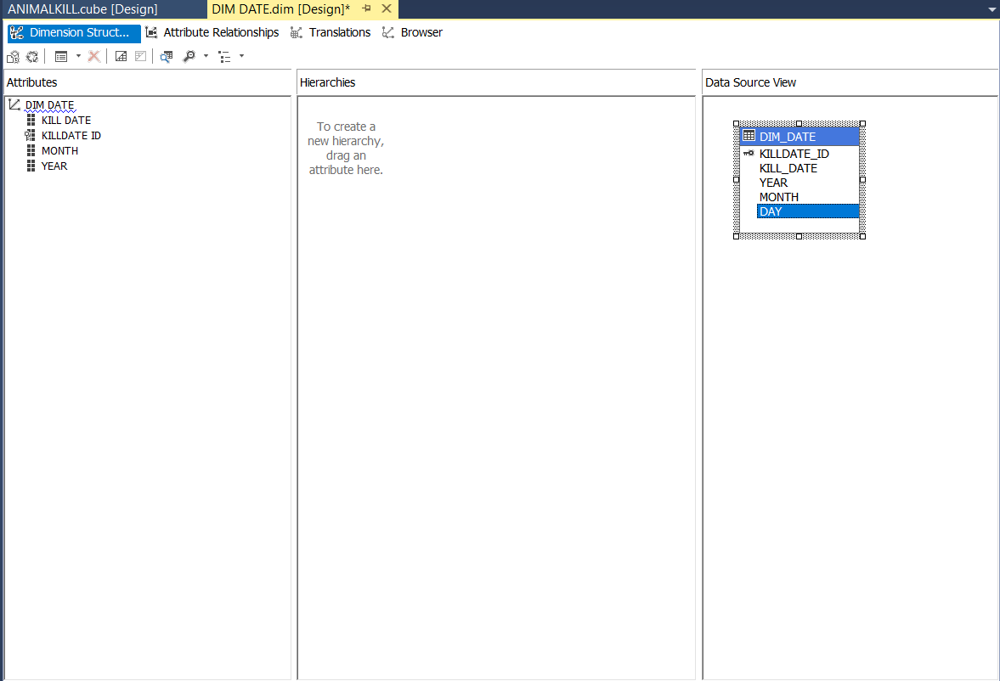 ANIMALKILL.cube [Design]
DIM DATE.dim [Design]*
Dimension Struct...
Attribute Relationships
Translations
Browser
Attributes
DIM DATE
KILL DATE
KILLDATE ID
MONTH
YEAR
Hierarchies
To create a
new hierarchy,
drag an
attribute here.
Data Source View
DIM_DATE
KILLDATE_ID
KILL_DATE
YEAR
MONTH
DAY